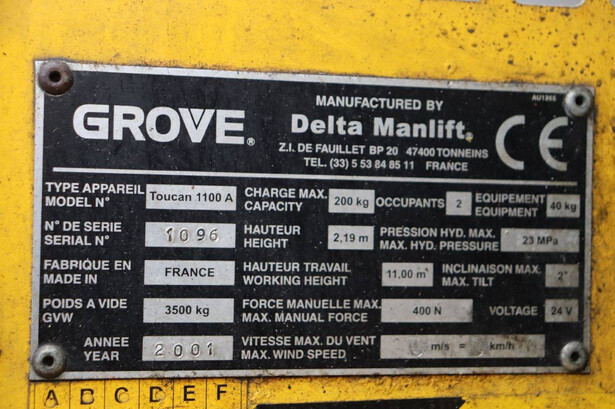 GROVE®
MANUFACTURED BY
Delta Manlift®
Z.I. DE FAUILLET BP 20 47400 TONNEINS
TEL. (33) 5 53 84 85 11 FRANCE
AU1265
CE
TYPE APPAREIL
MODEL N°
Toucan 1100 A
CHARGE MAX.
CAPACITY
200 kg
OCCUPANTS
2
EQUIPEMENT
EQUIPMENT
40 kg
N° DE SERIE
SERIAL N°
1096
HAUTEUR
HEIGHT
2,19 m
PRESSION HYD. MAX.
MAX. HYD. PRESSURE
23 MPa
FABRIQUE EN
MADE IN
FRANCE
HAUTEUR TRAVAIL
WORKING HEIGHT
11,00 m
INCLINAISON MAX.
MAX. TILT
2°
POIDS A VIDE
GVW
3500 kg
FORCE MANUELLE MAX.
MAX. MANUAL FORCE
400 N
VOLTAGE
24 V
ANNEE
YEAR
2001
VITESSE MAX. DU VENT
MAX. WIND SPEED
m/s = km/h
A B C D E F